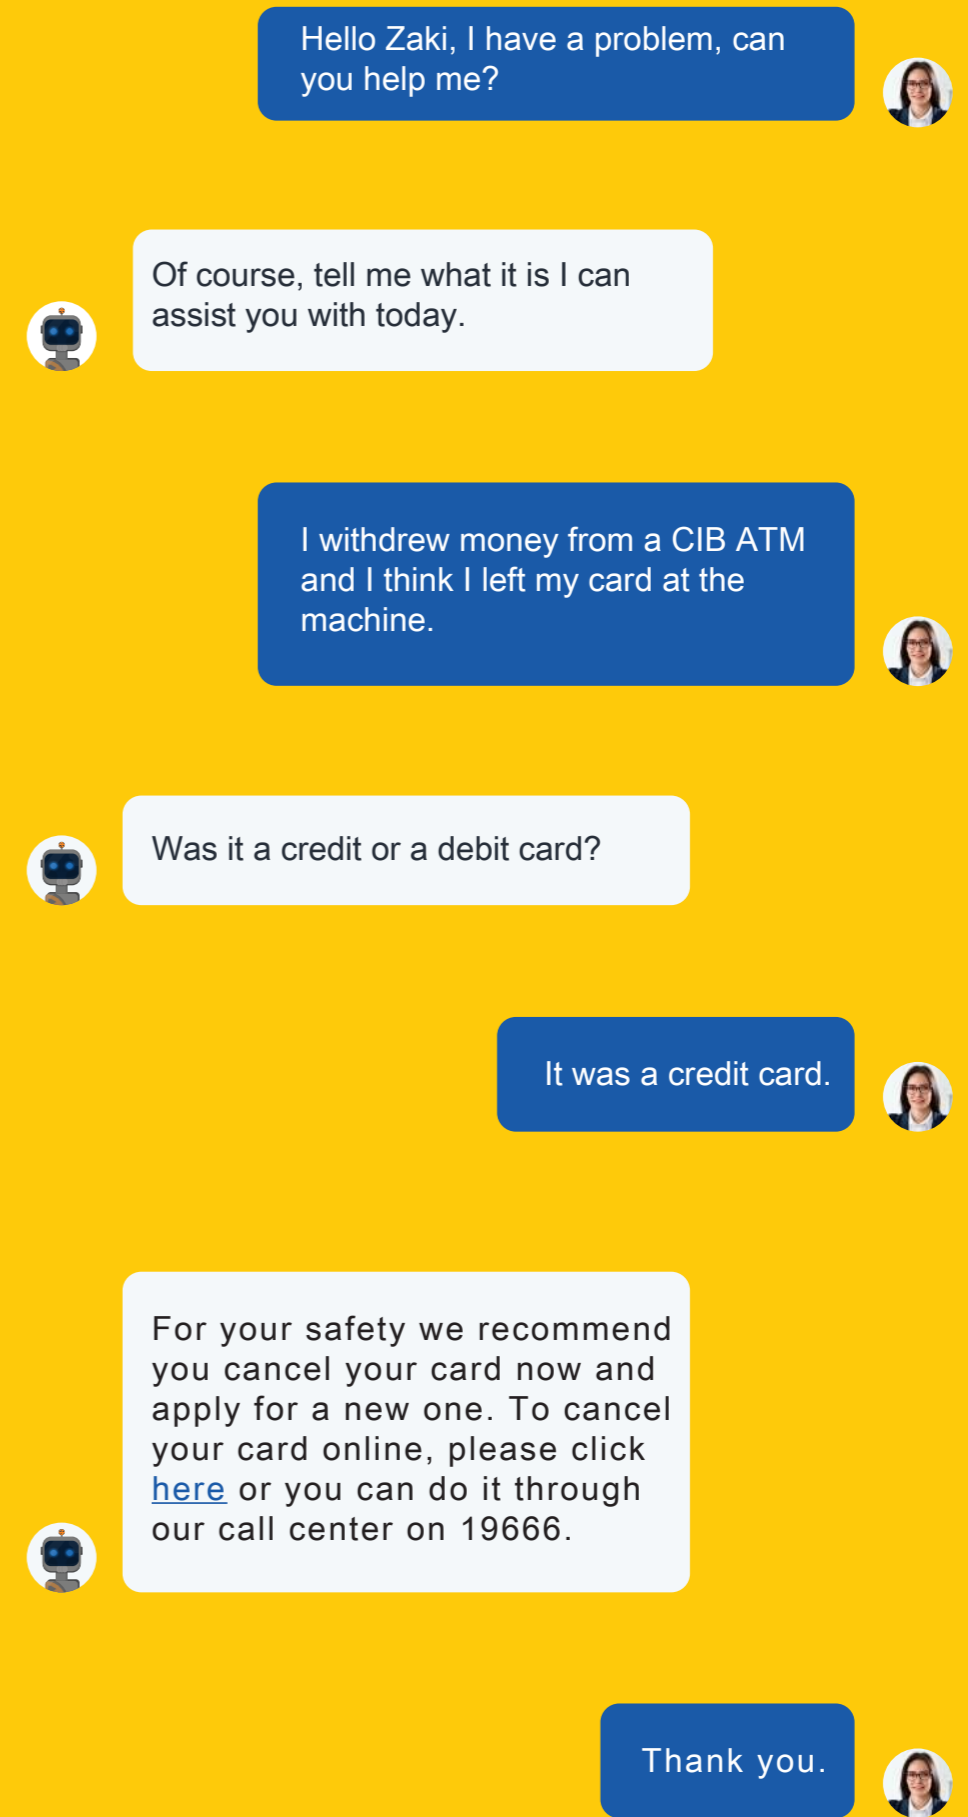 Hello Zaki, I have a problem, can
you help me?
Of course, tell me what it is I can
assist you with today.
I withdrew money from a CIB ATM
and I think I left my card at the
machine.
Was it a credit or a debit card?
It was a credit card.
For your safety we recommend
you cancel your card now and
apply for a new one. To cancel
your card online, please click
here or you can do it through
our call center on 19666.
Thank you.